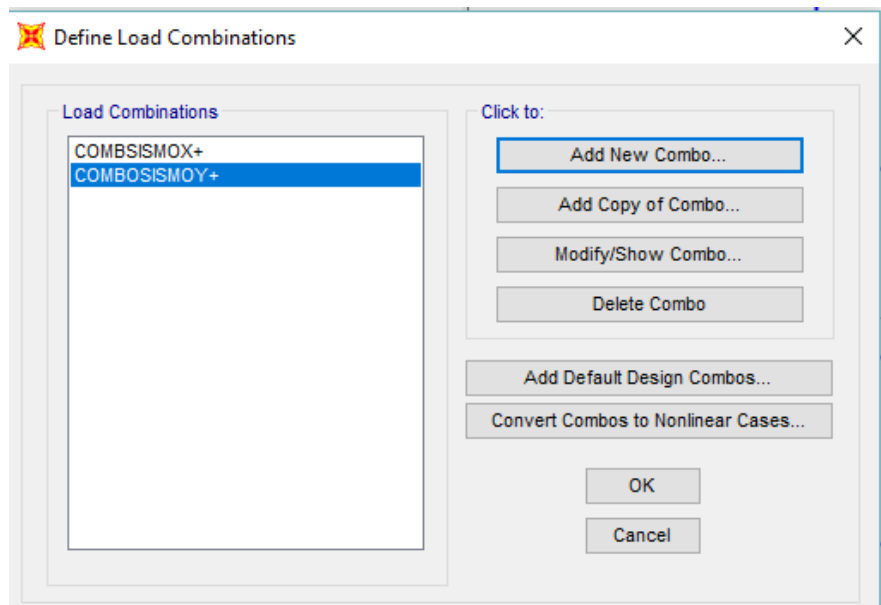 Define Load Combinations
Load Combinations
COMBSISMOX+
COMBOSISMOY+
Click to:
Add New Combo...
Add Copy of Combo...
Modify/Show Combo...
Delete Combo
Add Default Design Combos...
Convert Combos to Nonlinear Cases...
OK
Cancel